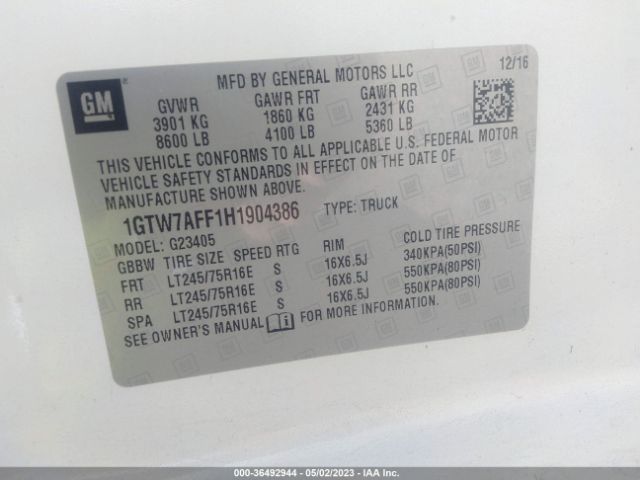 GM
MFD BY GENERAL MOTORS LLC 12/16
GVWR GAWR FRT GAWR RR
3901 KG 1860 KG 2431 KG
8600 LB 4100 LB 5360 LB
THIS VEHICLE CONFORMS TO ALL APPLICABLE U.S. FEDERAL MOTOR
VEHICLE SAFETY STANDARDS IN EFFECT ON THE DATE OF
MANUFACTURE SHOWN ABOVE.
1GTW7AFF1H1904386 TYPE: TRUCK
MODEL: G23405
GBBW TIRE SIZE SPEED RTG RIM COLD TIRE PRESSURE
FRT LT245/75R16E S 16X6.5J 340KPA(50PSI)
RR LT245/75R16E S 16X6.5J 550KPA(80PSI)
SPA LT245/75R16E S 16X6.5J 550KPA(80PSI)
SEE OWNER'S MANUAL FOR MORE INFORMATION.
000-36492944 - 05/02/2023 - IAA Inc.